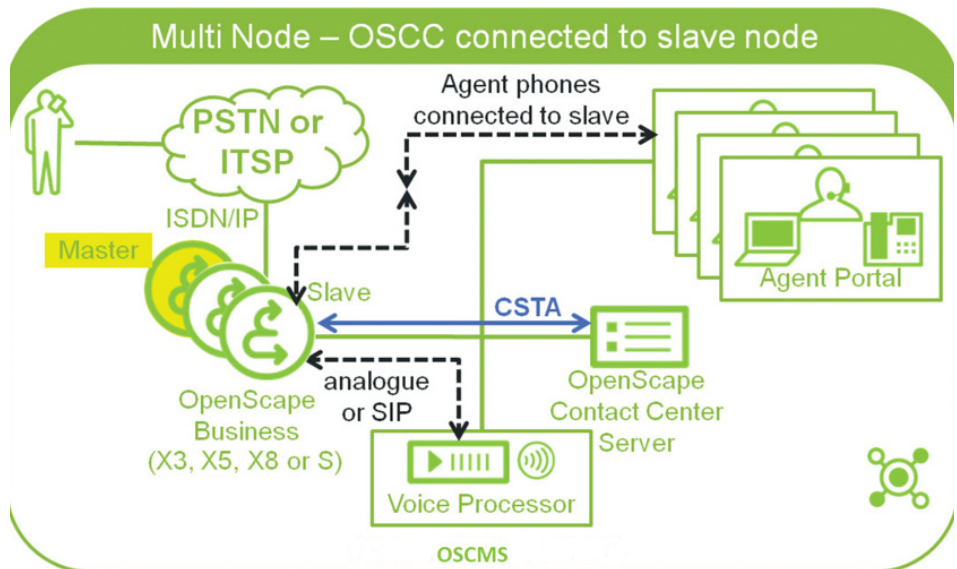 Multi Node – OSCC connected to slave node
Agent phones
connected to slave
PSTN or
ITSP
ISDN/IP
Master
Slave
CSTA
Agent Portal
analogue
or SIP
OpenScape
Business
(X3, X5, X8 or S)
OpenScape
Contact Center
Server
Voice Processor
OSCMS